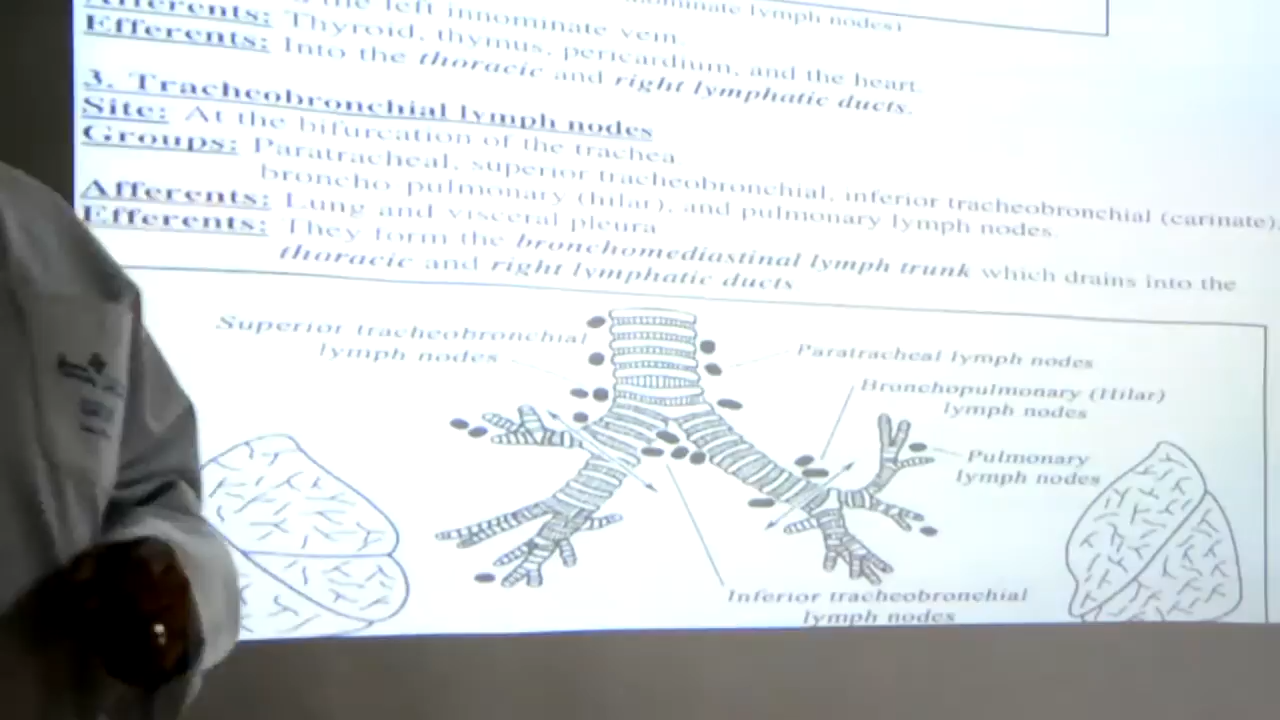 lymph nodes)
the left innominate vein
Afferents: Thyroid, thymus, pericardium, and the heart.
Efferents: Into the thoracic and right lymphatic ducts.
3. Tracheobronchial lymph nodes
Site: At the bifurcation of the trachea
Groups: Paratracheal, superior tracheobronchial, inferior tracheobronchial (carinate),
broncho pulmonary (hilar), and pulmonary lymph nodes.
Afferents: Lung and visceral pleura
Efferents: They form the bronchomediastinal lymph trunk which drains into the
thoracic and right lymphatic ducts
Superior tracheobronchial
lymph nodes
Paratracheal lymph nodes
Bronchopulmonary (Hilar)
lymph nodes
Pulmonary
lymph nodes
Inferior tracheobronchial
lymph nodes